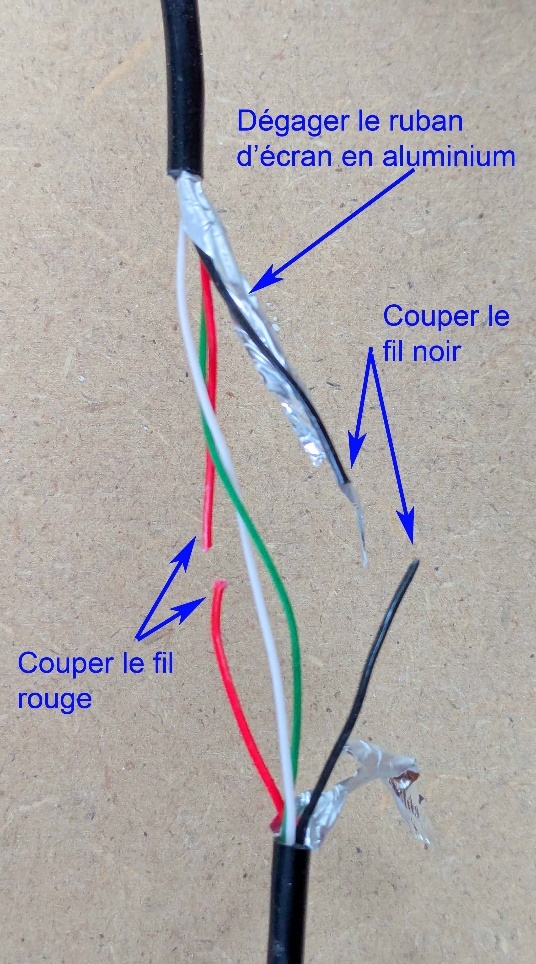 Dégager le ruban
d’écran en aluminium
Couper le
fil noir
Couper le fil
rouge